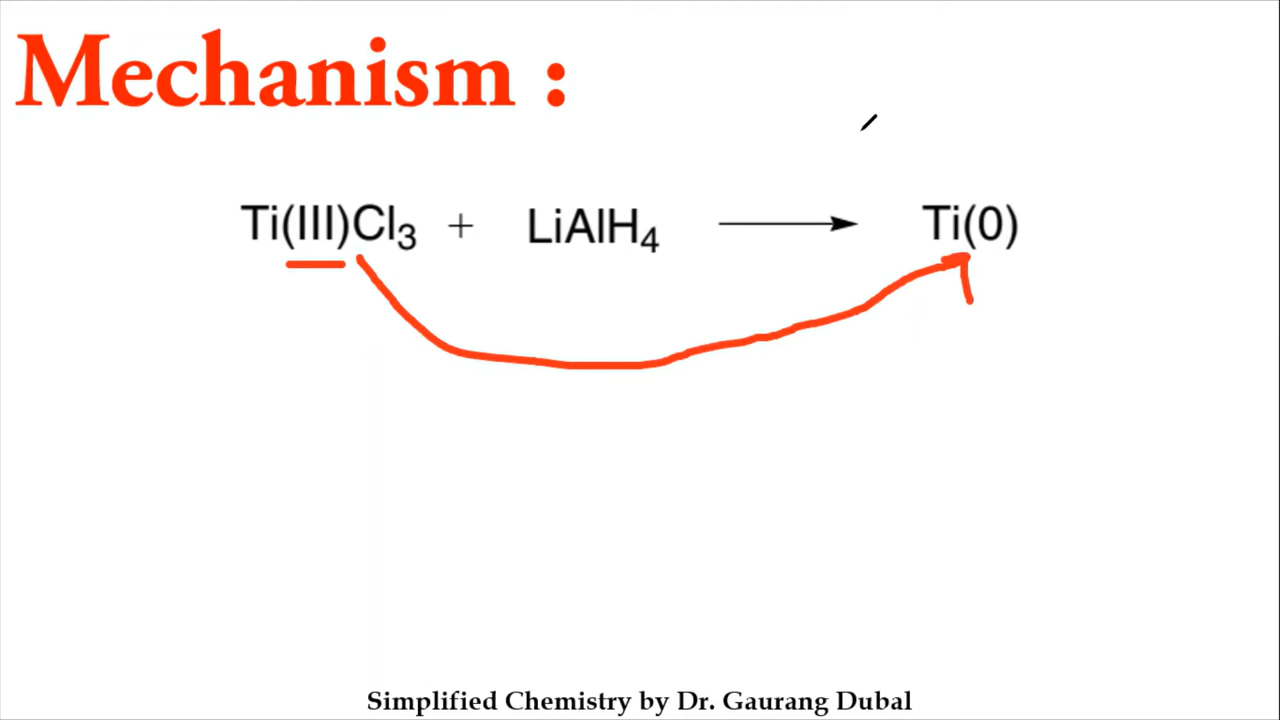 Mechanism :
Ti(III)Cl₃ + LiAlH₄ ⟶ Ti(0)
Simplified Chemistry by Dr. Gaurang Dubal